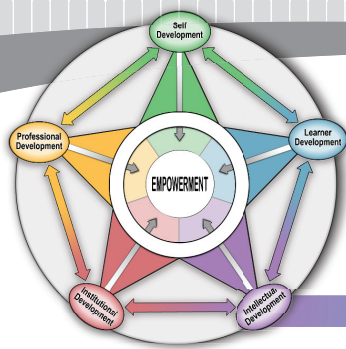 Self
Development
Professional
Development
Learner
Development
EMPOWERMENT
Institutional
Development
Intellectual
Development